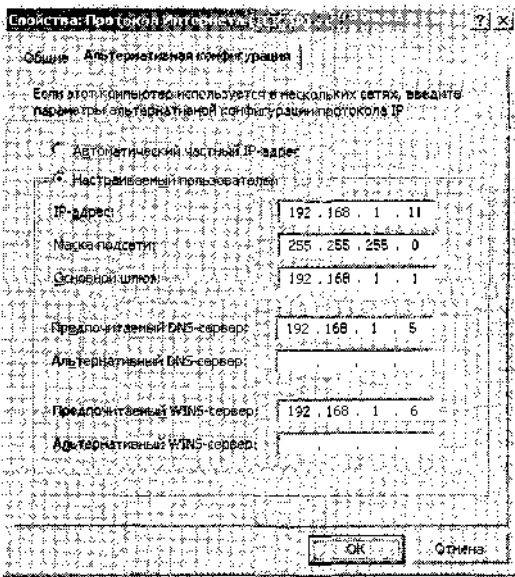 Свойства: Протокол Интернета (TCP/IP)
? ×
Общие Альтернативная конфигурация
Если этот компьютер используется в нескольких сетях, введите
параметры альтернативной конфигурации протокола IP
Автоматический частный IP-адрес
Настраиваемый пользователем
IP-адрес: 192 . 168 . 1 . 11
Маска подсети: 255 . 255 . 255 . 0
Основной шлюз: 192 . 168 . 1 . 1
Предпочитаемый DNS-сервер: 192 . 168 . 1 . 5
Альтернативный DNS-сервер: . . .
Предпочитаемый WINS-сервер: 192 . 168 . 1 . 6
Альтернативный WINS-сервер:
OK Отмена